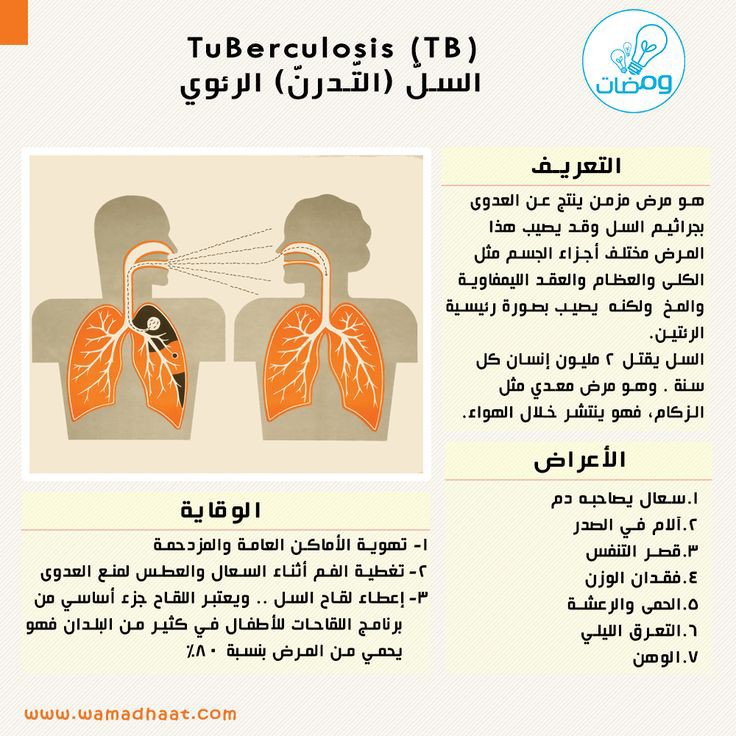 TuBerculosis (TB)
السلّ (التّدرنّ) الرئوي
ومضات
التعريف
هو مرض مزمن ينتج عن العدوى
بجراثيم السل وقد يصيب هذا
المرض مختلف أجزاء الجسم مثل
الكلى والعظام والعقد الليمفاوية
والمخ ولكنه يصيب بصورة رئيسية
الرئتين.
السل يقتل ٢ مليون إنسان كل
سنة . وهو مرض معدي مثل
الزكام، فهو ينتشر خلال الهواء.
الأعراض
١.سعال يصاحبه دم
٢.آلام في الصدر
٣.قصر التنفس
٤.فقدان الوزن
٥.الحمى والرعشة
٦.التعرق الليلي
٧.الوهن
الوقاية
١- تهوية الأماكن العامة والمزدحمة
٢- تغطية الفم أثناء السعال والعطس لمنع العدوى
٣- إعطاء لقاح السل .. ويعتبر اللقاح جزء أساسي من
برنامج اللقاحات للأطفال في كثير من البلدان فهو
يحمي من المرض بنسبة ٨٠٪
www.wamadhaat.com